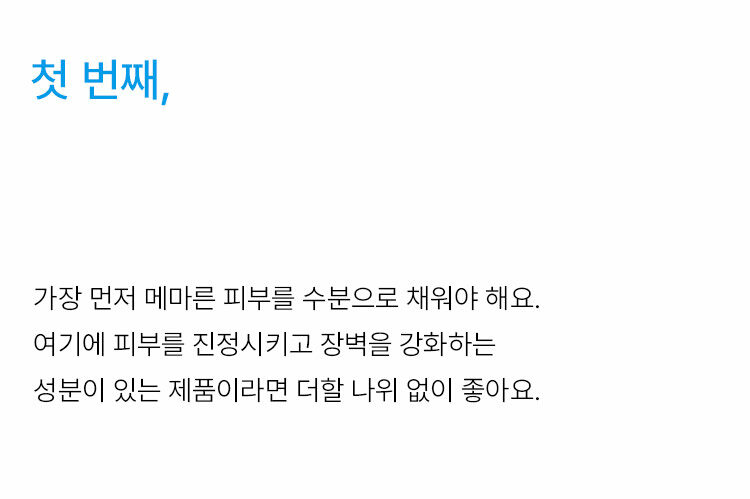 첫 번째,
가장 먼저 메마른 피부를 수분으로 채워야 해요.
여기에 피부를 진정시키고 장벽을 강화하는
성분이 있는 제품이라면 더할 나위 없이 좋아요.